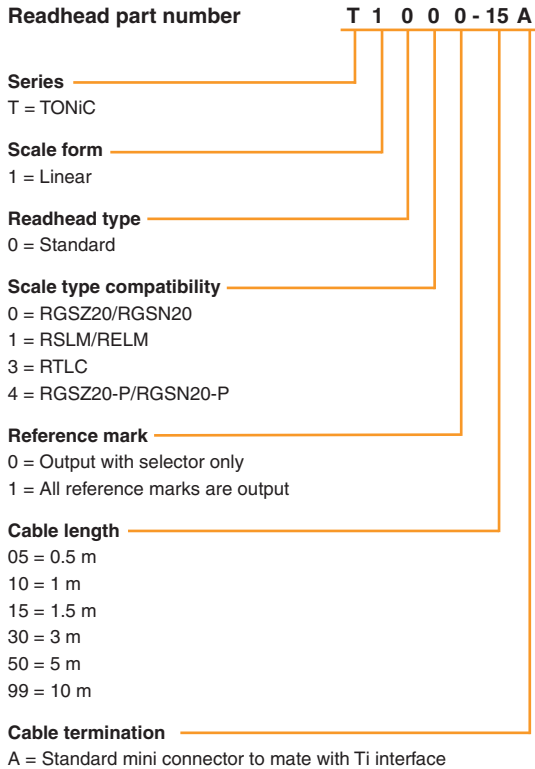 Readhead part number T 1 0 0 0 - 15 A
Series
T = TONiC
Scale form
1 = Linear
Readhead type
0 = Standard
Scale type compatibility
0 = RGSZ20/RGSN20
1 = RSLM/RELM
3 = RTLC
4 = RGSZ20-P/RGSN20-P
Reference mark
0 = Output with selector only
1 = All reference marks are output
Cable length
05 = 0.5 m
10 = 1 m
15 = 1.5 m
30 = 3 m
50 = 5 m
99 = 10 m
Cable termination
A = Standard mini connector to mate with Ti interface